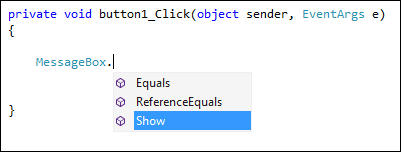 private void button1_Click(object sender, EventArgs e)
{
MessageBox.
Equals
ReferenceEquals
Show
}